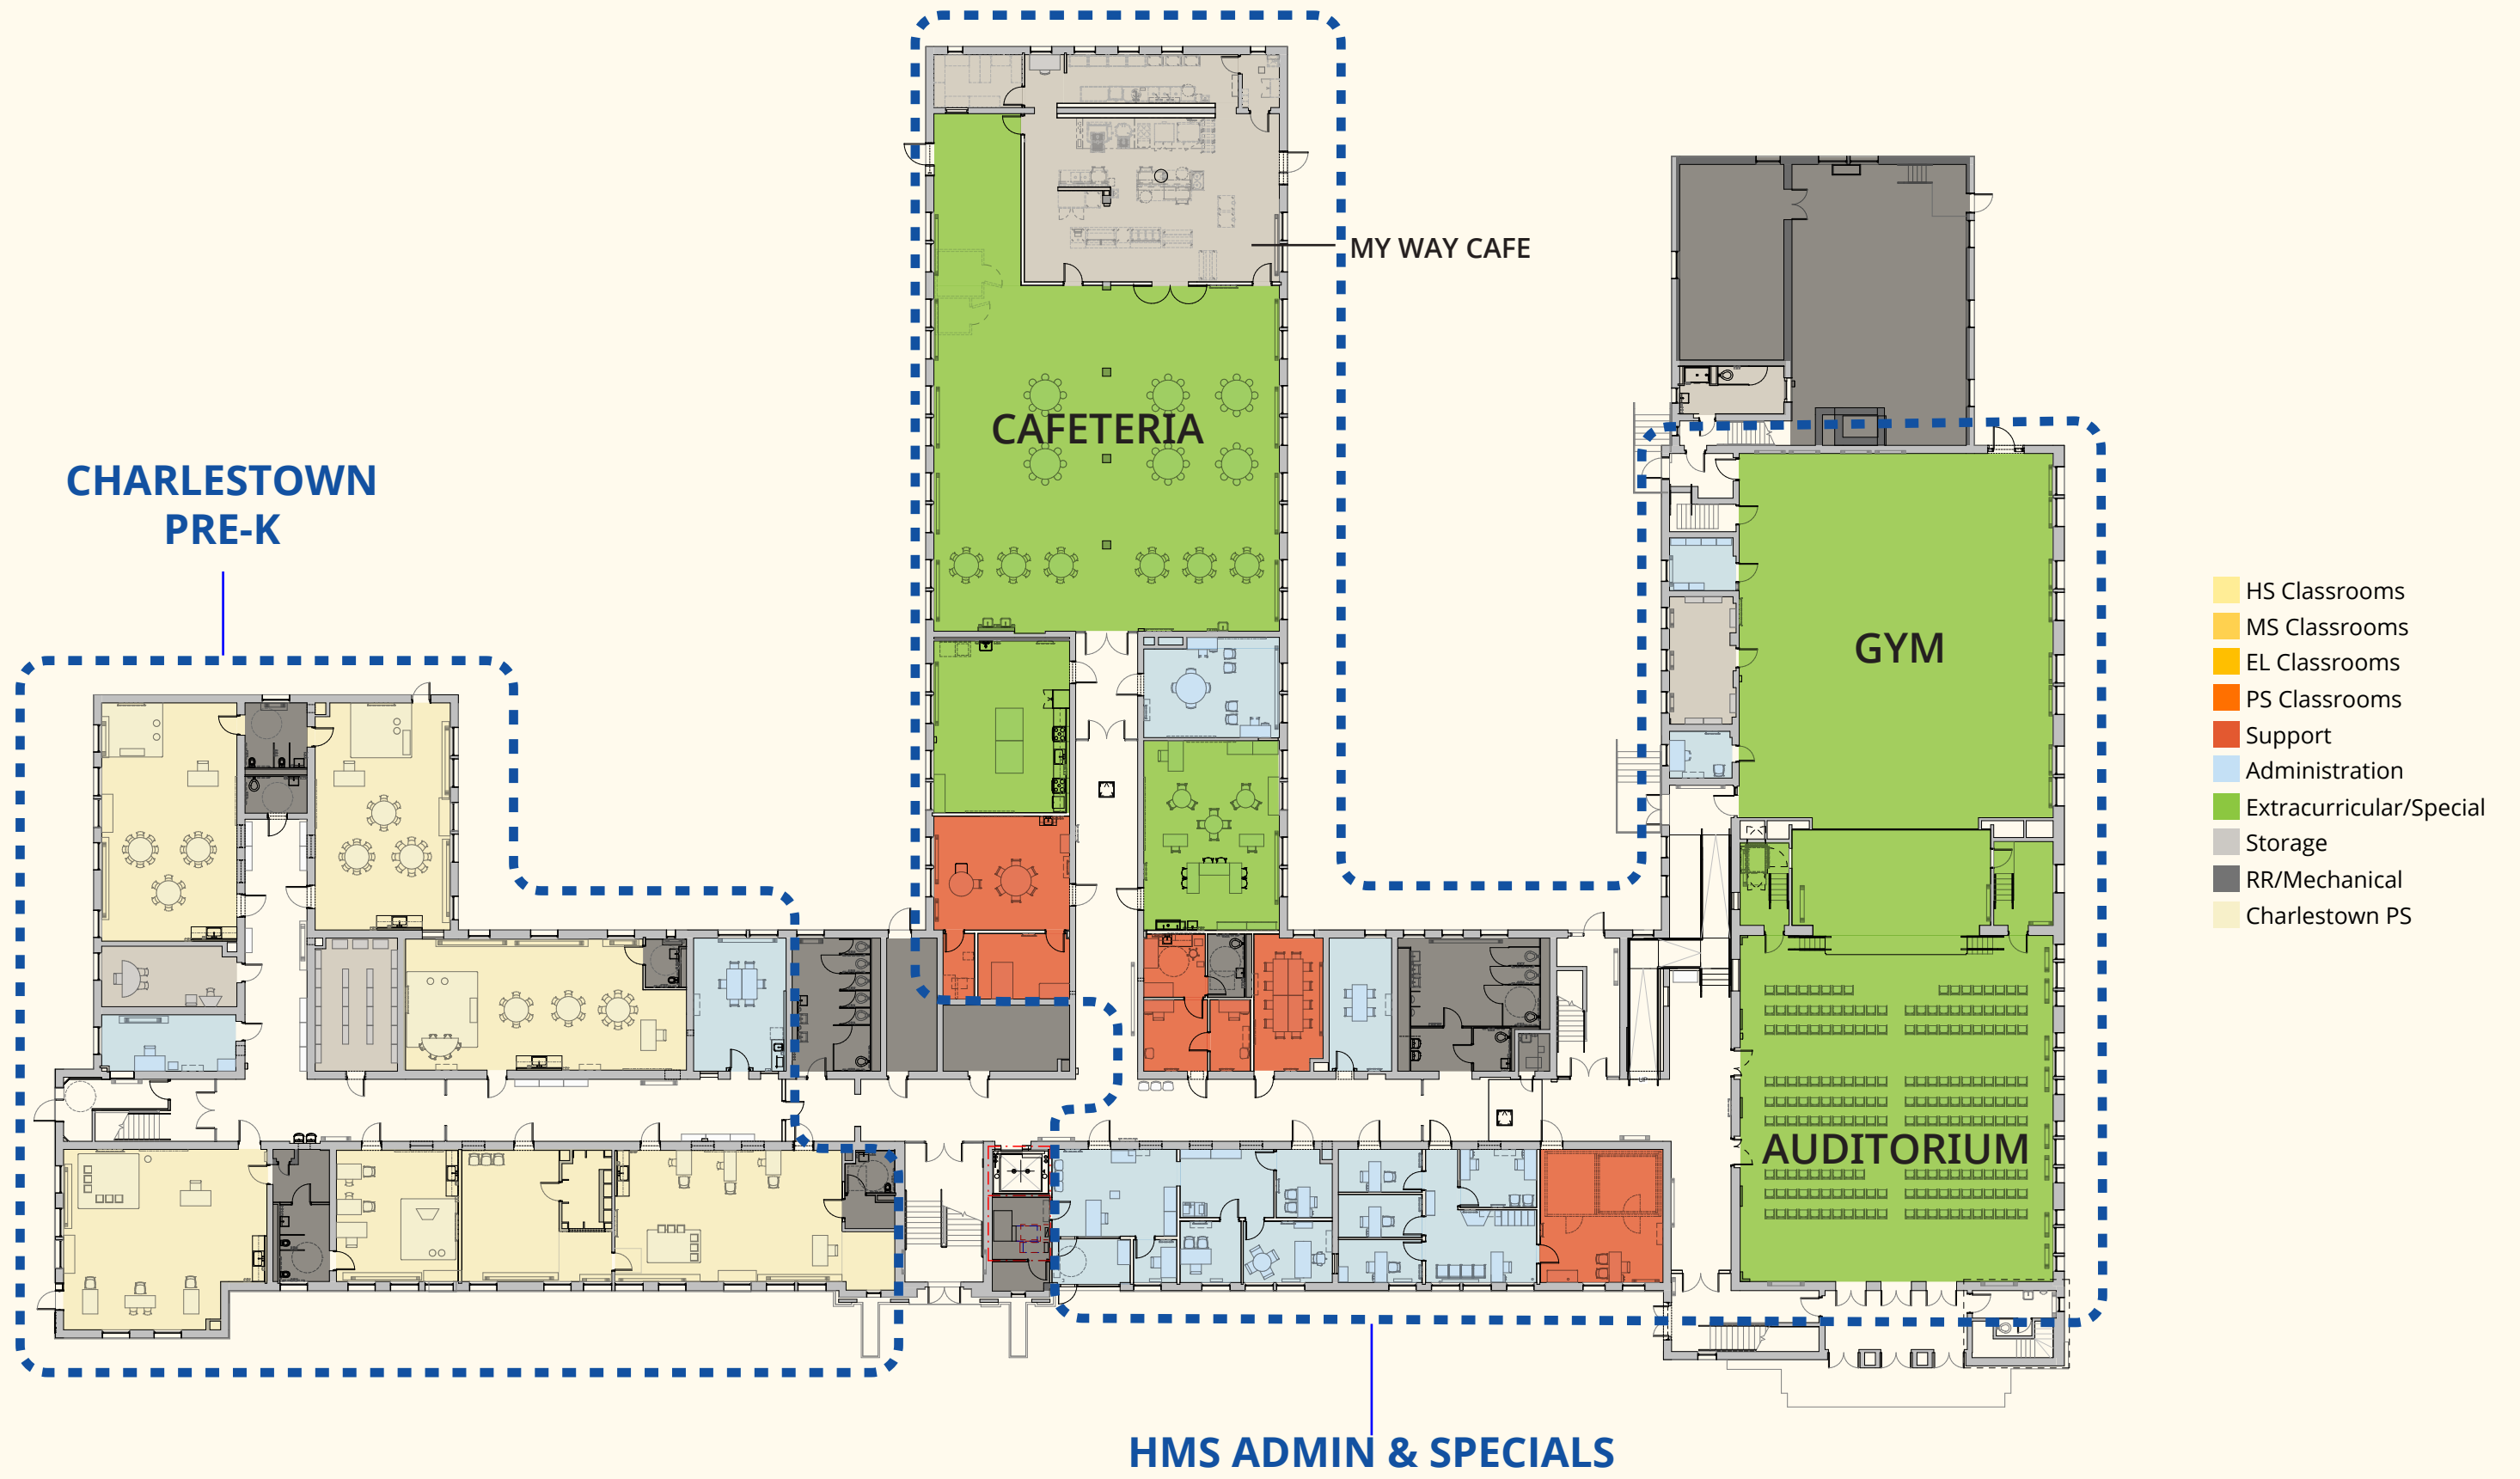 MY WAY CAFE
CAFETERIA
CHARLESTOWN
PRE-K
GYM
HS Classrooms
MS Classrooms
EL Classrooms
PS Classrooms
Support
Administration
Extracurricular/Special
Storage
RR/Mechanical
Charlestown PS
AUDITORIUM
HMS ADMIN & SPECIALS